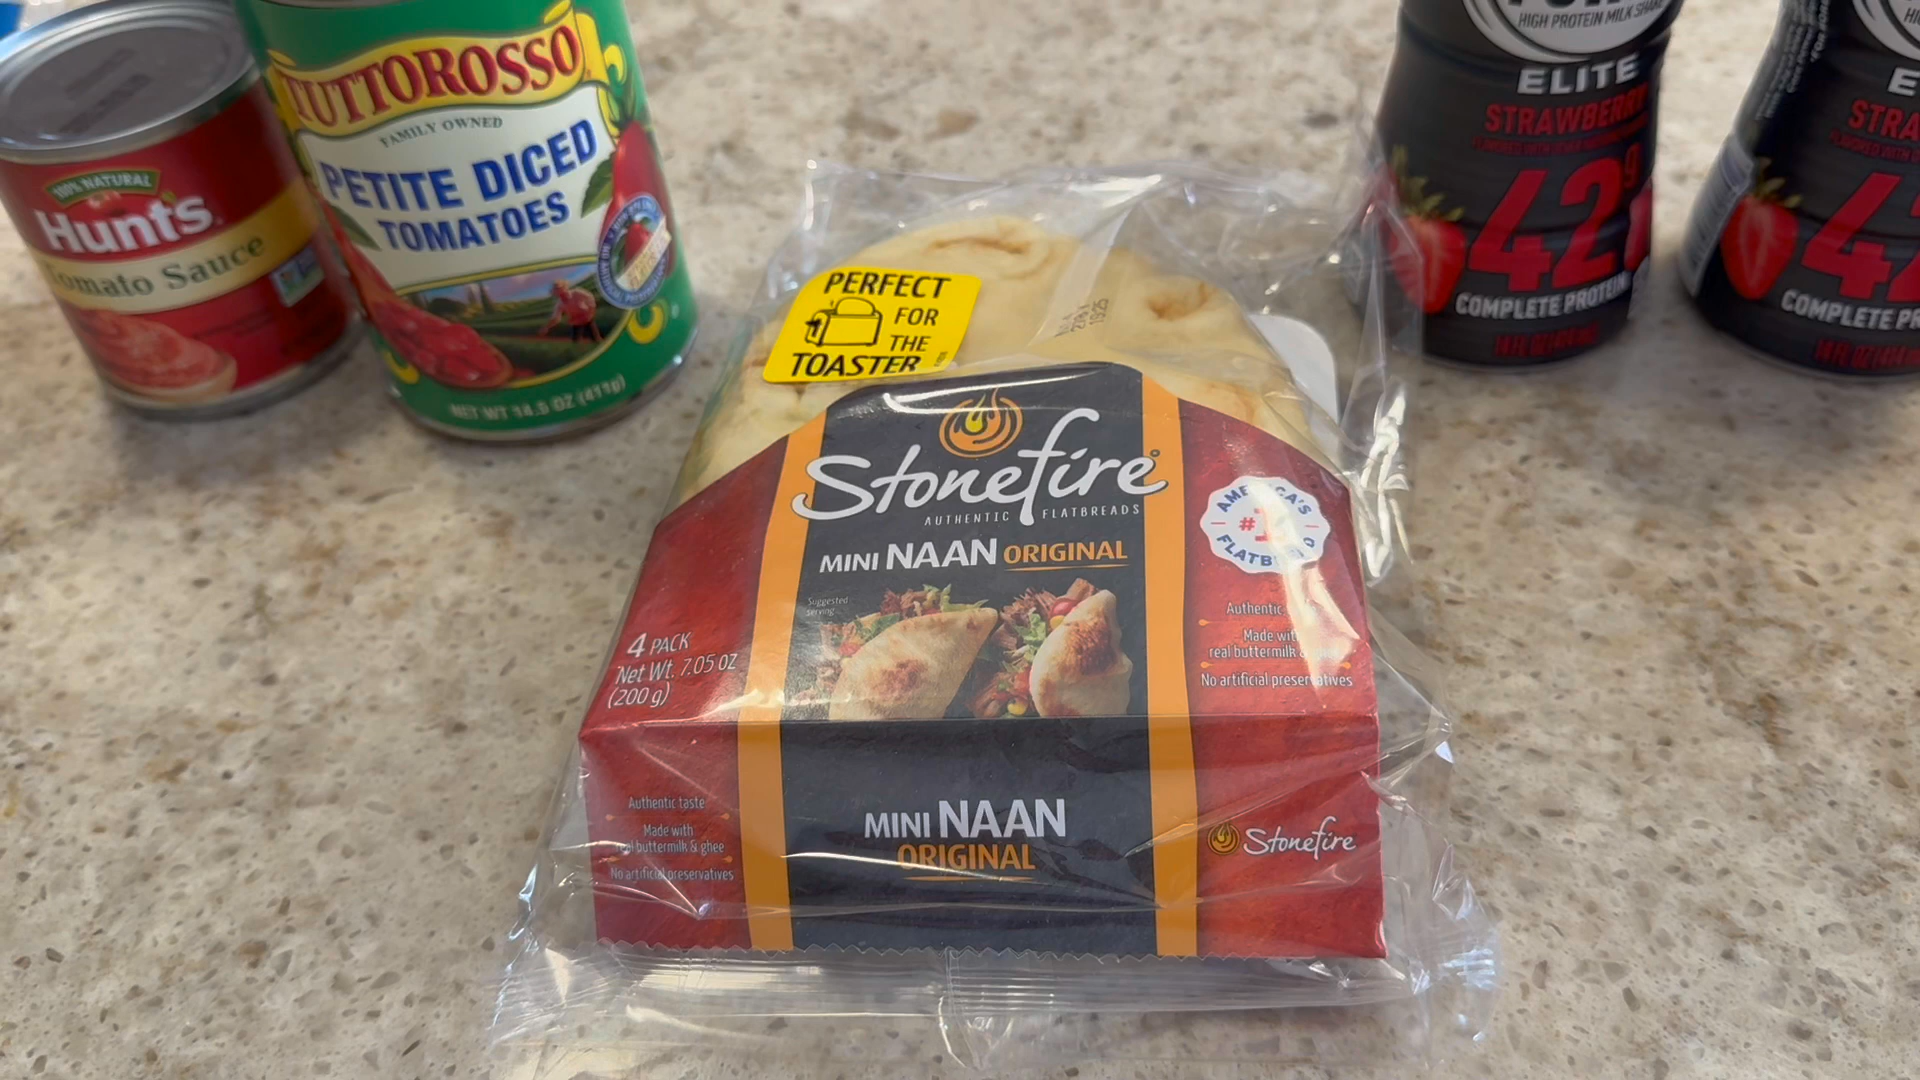 100% NATURAL
Hunt's
Tomato Sauce
TUTTOROSSO
FAMILY OWNED
PETITE DICED
TOMATOES
NET WT 14.5 OZ (411g)
HIGH PROTEIN MILK SHAKE
ELITE
STRAWBERRY
42g
COMPLETE PROTEIN
E
STRA
42
COMPLETE PR
PERFECT
FOR
THE
TOASTER
Stonefire
AUTHENTIC FLATBREADS
MINI NAAN ORIGINAL
Suggested
serving
4 PACK
Net Wt. 7.05 OZ
(200 g)
AMERICA'S
#1
FLATBREAD
Authentic
Made with
real buttermilk &
No artificial preservatives
Authentic taste
Made with
real buttermilk & ghee
No artificial preservatives
MINI NAAN
ORIGINAL
Stonefire